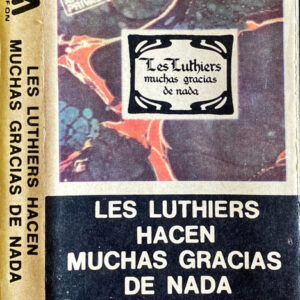 FON
LES LUTHIERS HACEN
MUCHAS GRACIAS DE NADA
Les Luthiers
muchas gracias
de nada
LES LUTHIERS
HACEN
MUCHAS GRACIAS
DE NADA